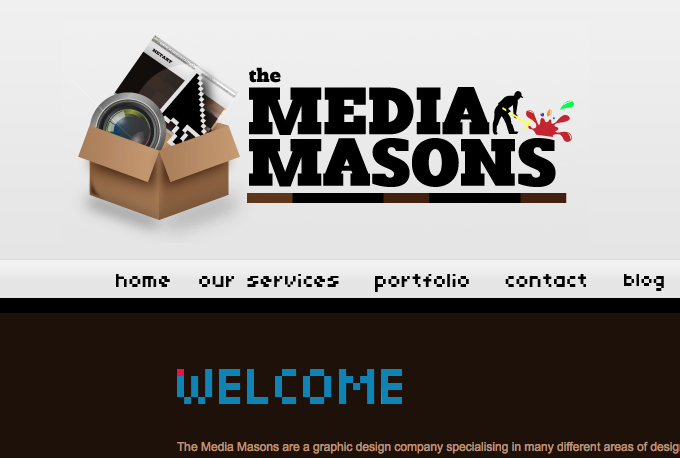 METART
the
MEDIA
MASONS
home our services portfolio contact blog
WELCOME
The Media Masons are a graphic design company specialising in many different areas of desig